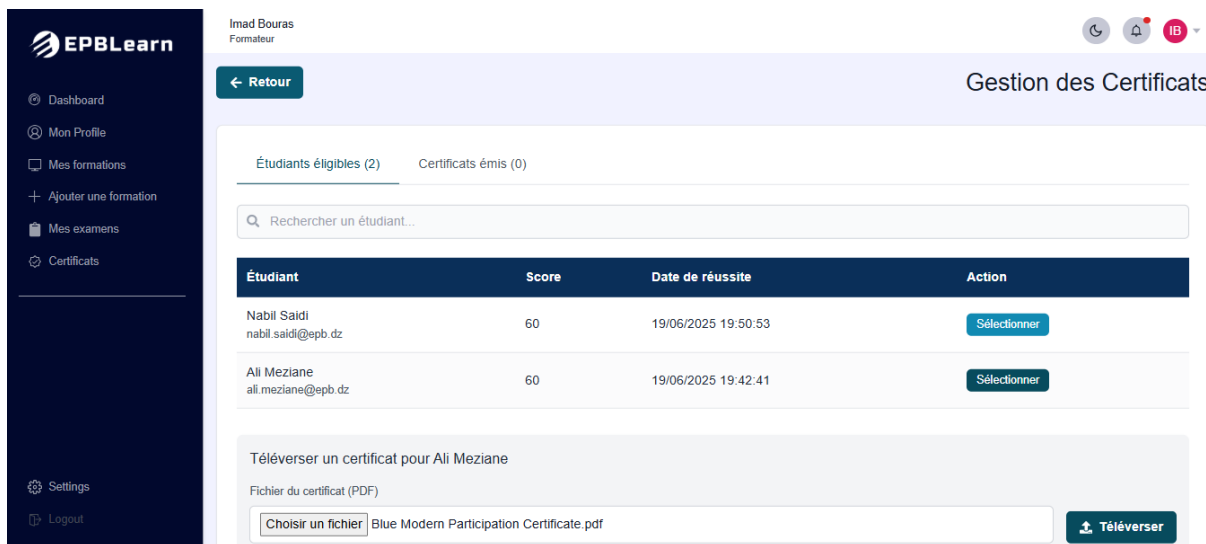 EPBLearn
Dashboard
Mon Profile
Mes formations
Ajouter une formation
Mes examens
Certificats
Settings
Logout
Imad Bouras
Formateur
IB
← Retour
Gestion des Certificats
Étudiants éligibles (2) Certificats émis (0)
Rechercher un étudiant...
Étudiant Score Date de réussite Action
Nabil Saidi
nabil.saidi@epb.dz
60 19/06/2025 19:50:53 Sélectionner
Ali Meziane
ali.meziane@epb.dz
60 19/06/2025 19:42:41 Sélectionner
Téléverser un certificat pour Ali Meziane
Fichier du certificat (PDF)
Choisir un fichier Blue Modern Participation Certificate.pdf Téléverser